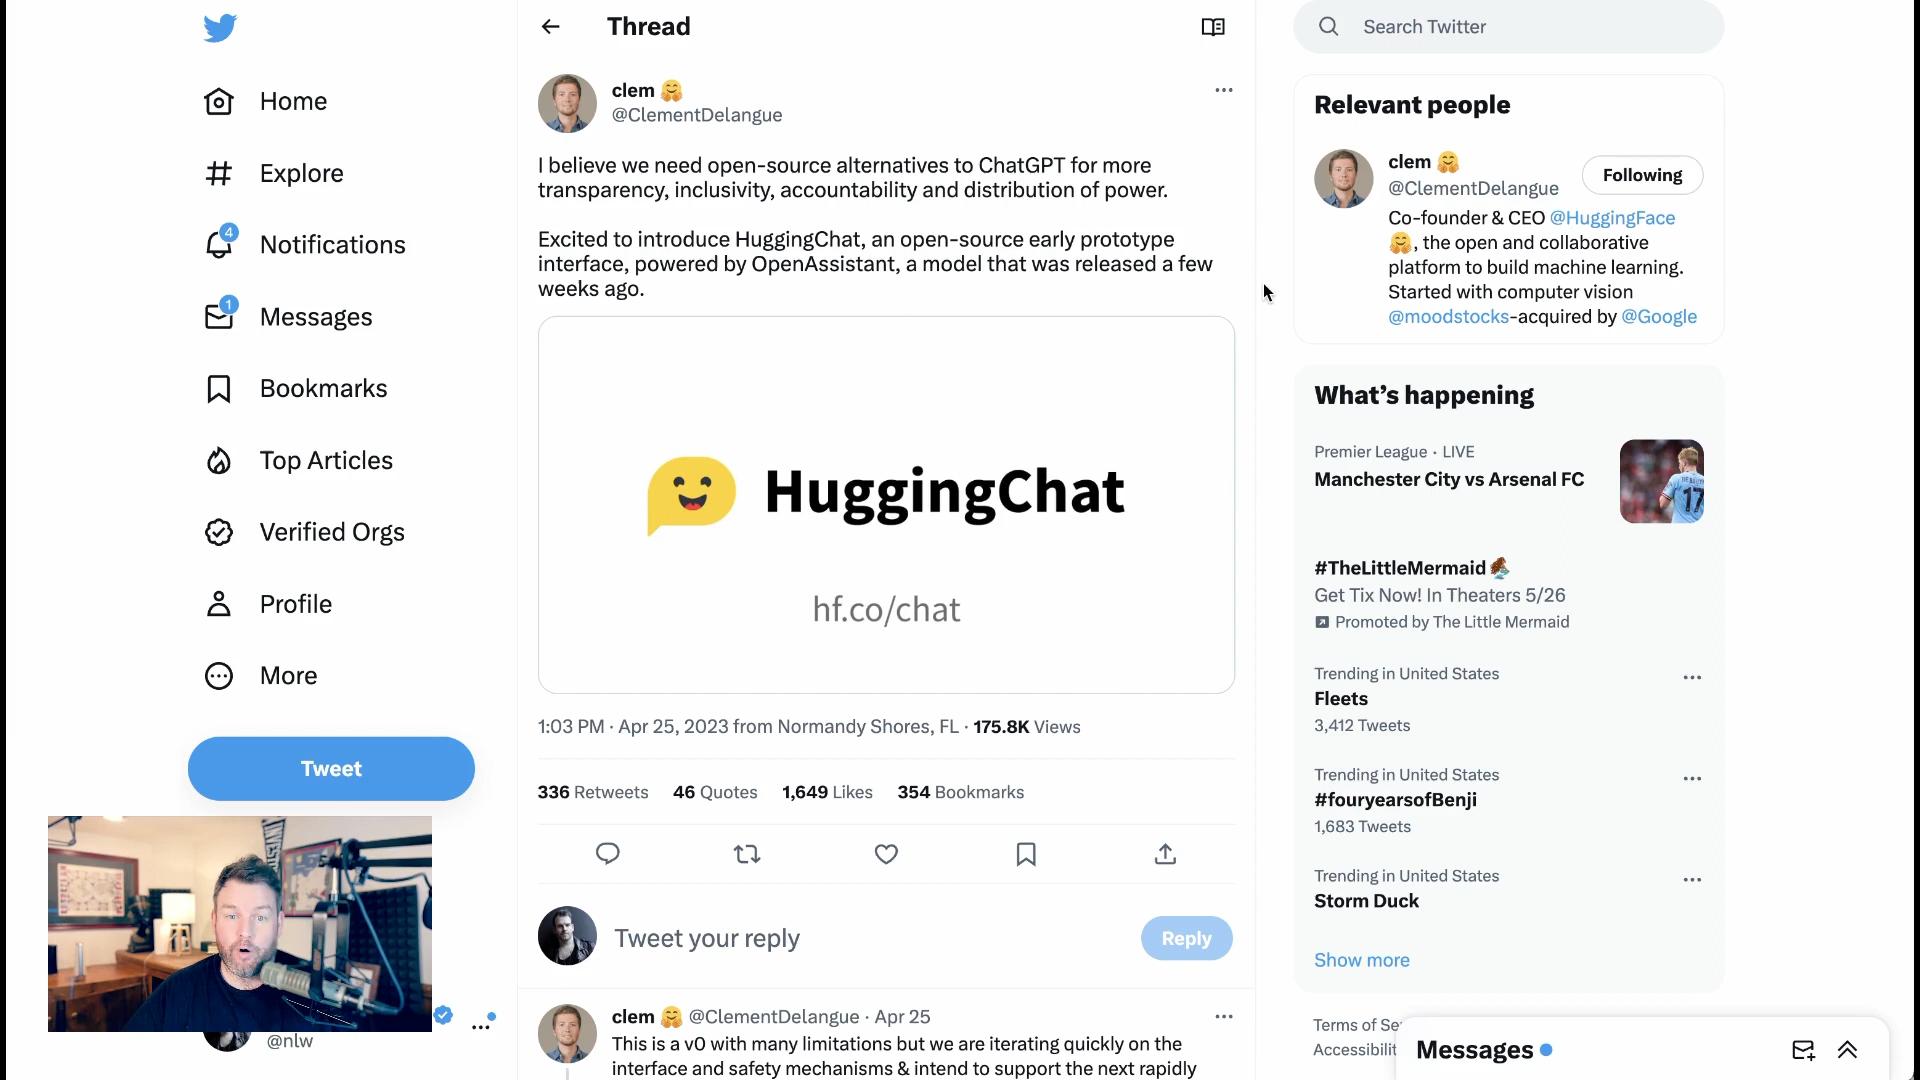 Home
Explore
4
Notifications
1
Messages
Bookmarks
Top Articles
Verified Orgs
Profile
More
Tweet
@nlw
Thread
clem 🤗
@ClementDelangue
I believe we need open-source alternatives to ChatGPT for more
transparency, inclusivity, accountability and distribution of power.
Excited to introduce HuggingChat, an open-source early prototype
interface, powered by OpenAssistant, a model that was released a few
weeks ago.
HuggingChat
hf.co/chat
1:03 PM · Apr 25, 2023 from Normandy Shores, FL · 175.8K Views
336 Retweets 46 Quotes 1,649 Likes 354 Bookmarks
Tweet your reply
Reply
clem 🤗 @ClementDelangue · Apr 25
This is a v0 with many limitations but we are iterating quickly on the
interface and safety mechanisms & intend to support the next rapidly
Search Twitter
Relevant people
clem 🤗
@ClementDelangue
Following
Co-founder & CEO @HuggingFace
🤗, the open and collaborative
platform to build machine learning.
Started with computer vision
@moodstocks-acquired by @Google
What’s happening
Premier League · LIVE
Manchester City vs Arsenal FC
17
#TheLittleMermaid
Get Tix Now! In Theaters 5/26
Promoted by The Little Mermaid
Trending in United States
Fleets
3,412 Tweets
Trending in United States
#fouryearsofBenji
1,683 Tweets
Trending in United States
Storm Duck
Show more
Terms of Se
Accessibilit
Messages